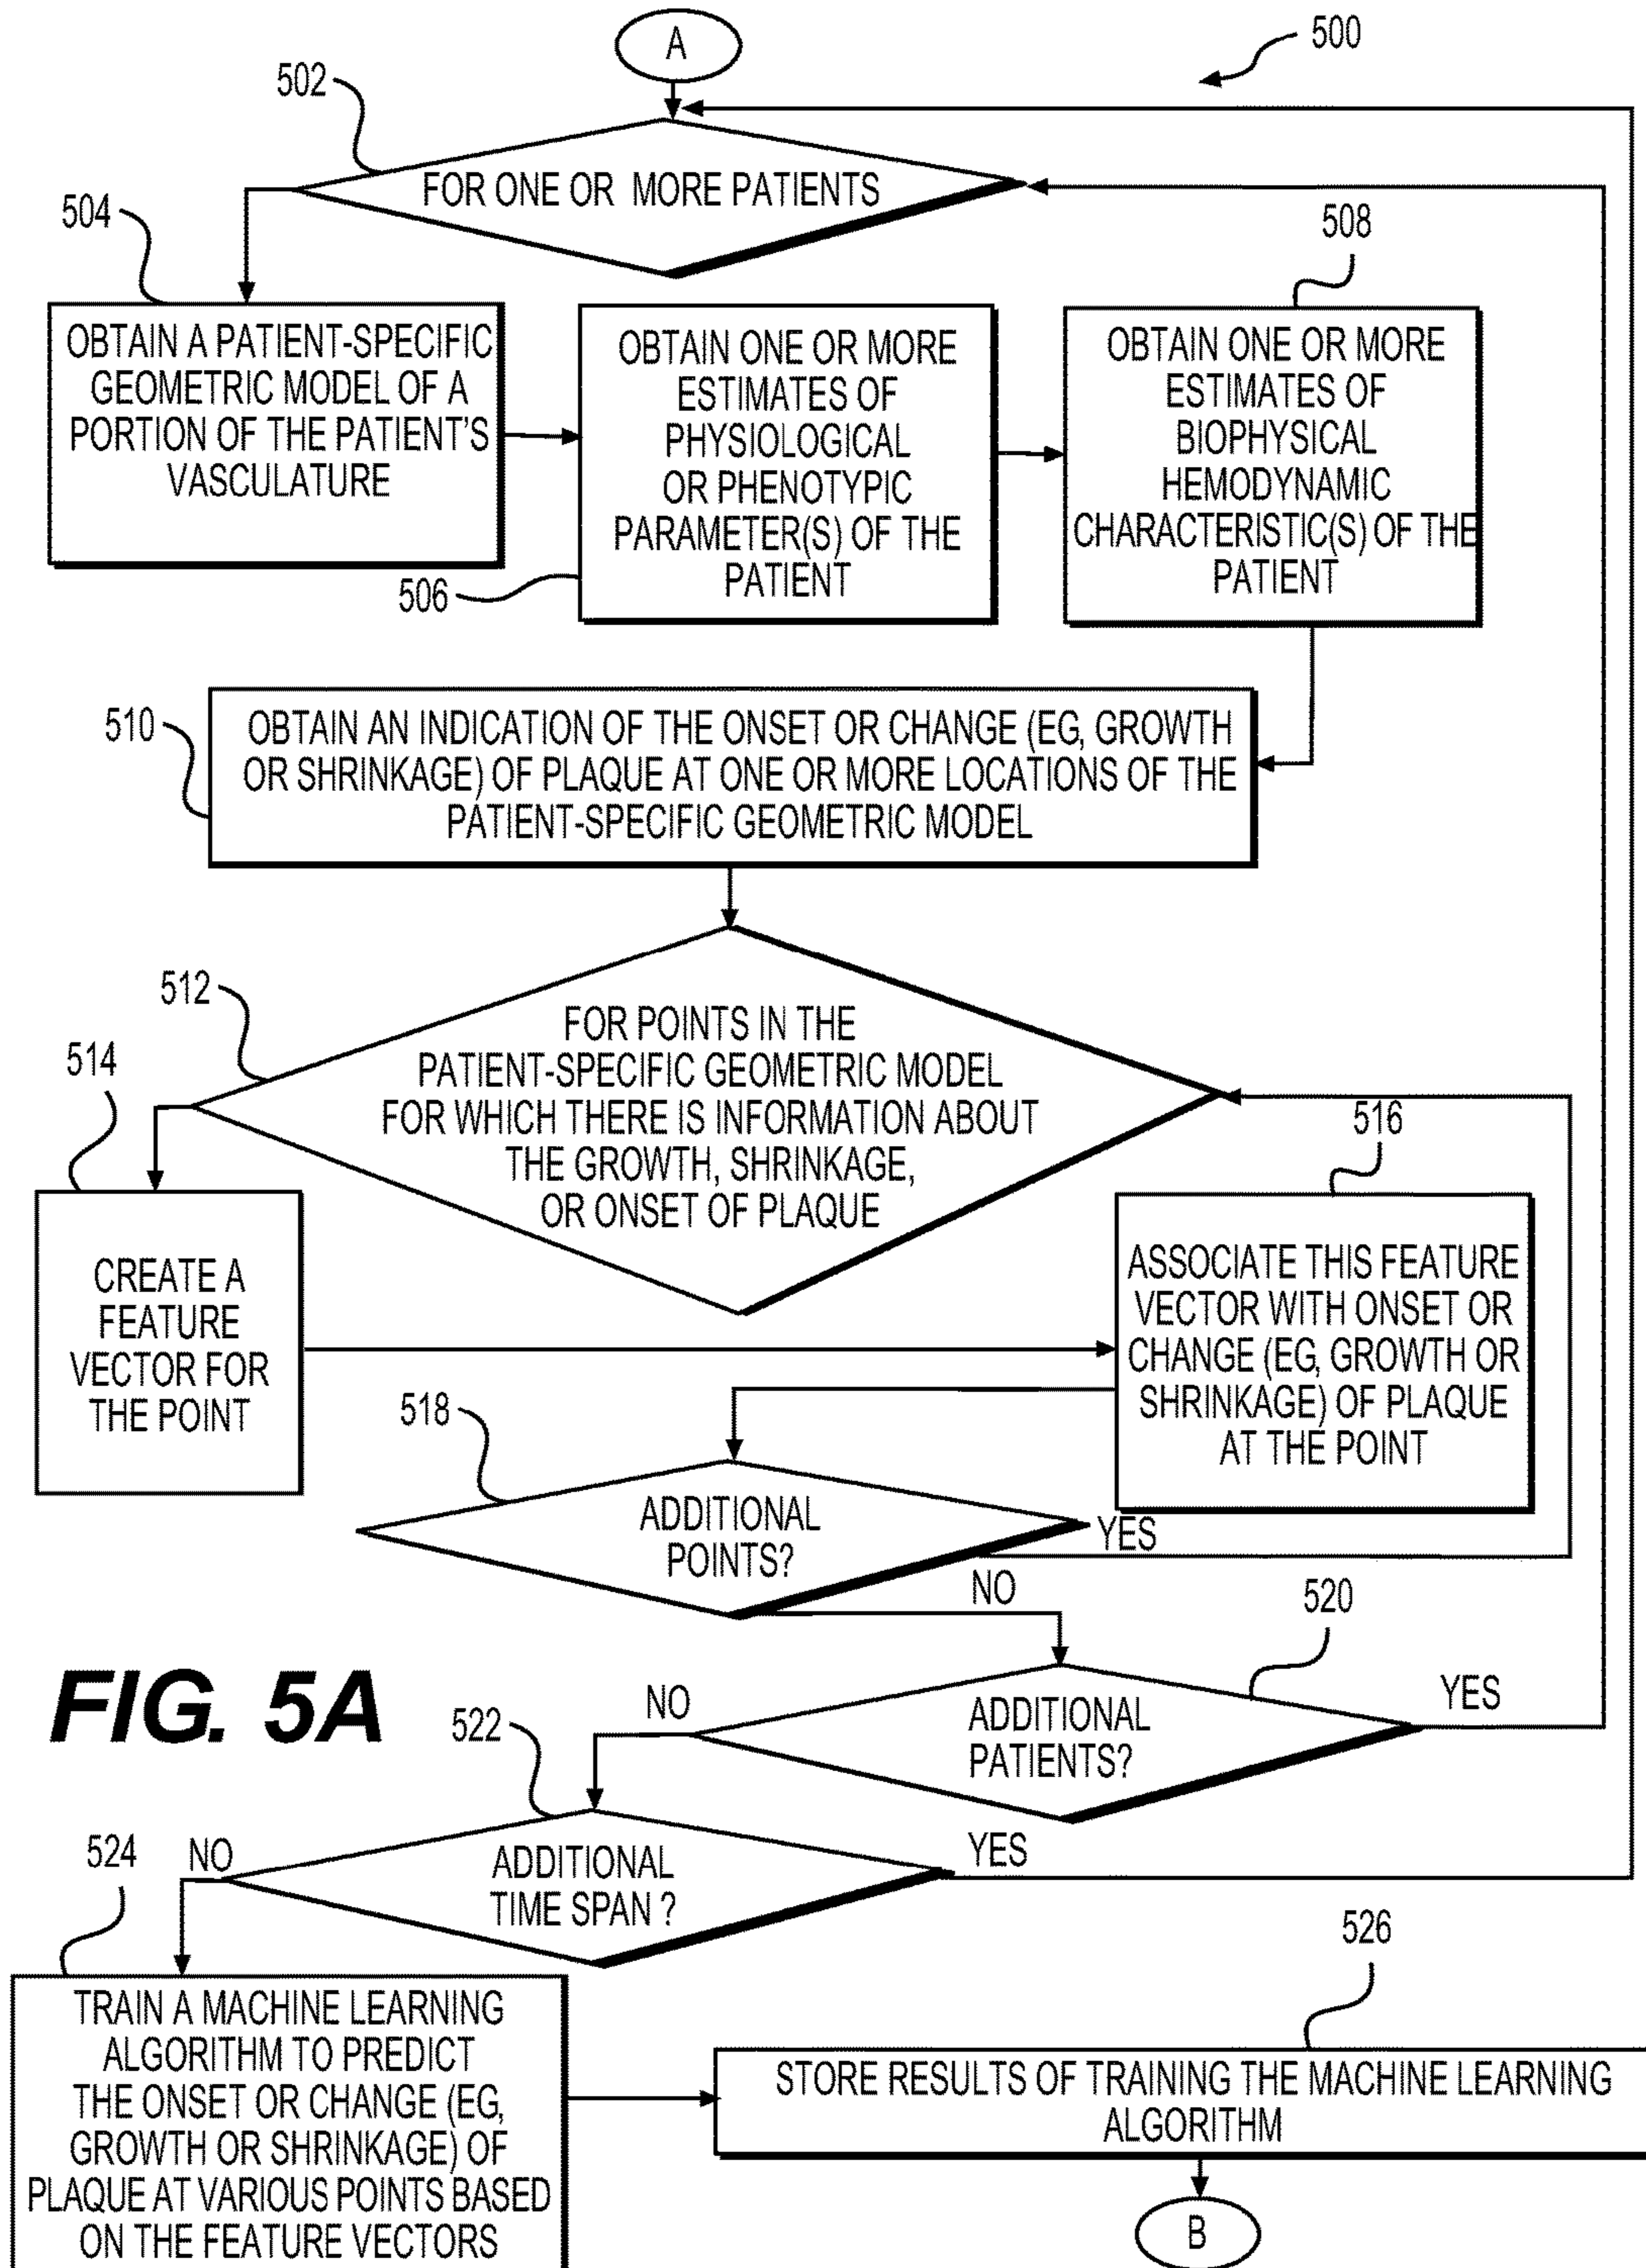 A
500
502
FOR ONE OR MORE PATIENTS
504
OBTAIN A PATIENT-SPECIFIC
GEOMETRIC MODEL OF A
PORTION OF THE PATIENT'S
VASCULATURE
506
OBTAIN ONE OR MORE
ESTIMATES OF
PHYSIOLOGICAL
OR PHENOTYPIC
PARAMETER(S) OF THE
PATIENT
508
OBTAIN ONE OR MORE
ESTIMATES OF
BIOPHYSICAL
HEMODYNAMIC
CHARACTERISTIC(S) OF THE
PATIENT
510
OBTAIN AN INDICATION OF THE ONSET OR CHANGE (EG, GROWTH
OR SHRINKAGE) OF PLAQUE AT ONE OR MORE LOCATIONS OF THE
PATIENT-SPECIFIC GEOMETRIC MODEL
512
FOR POINTS IN THE
PATIENT-SPECIFIC GEOMETRIC MODEL
FOR WHICH THERE IS INFORMATION ABOUT
THE GROWTH, SHRINKAGE,
OR ONSET OF PLAQUE
514
CREATE A
FEATURE
VECTOR FOR
THE POINT
516
ASSOCIATE THIS FEATURE
VECTOR WITH ONSET OR
CHANGE (EG, GROWTH OR
SHRINKAGE) OF PLAQUE
AT THE POINT
518
ADDITIONAL
POINTS?
YES
NO
520
ADDITIONAL
PATIENTS?
YES
NO
FIG. 5A
522
ADDITIONAL
TIME SPAN ?
YES
NO
524
TRAIN A MACHINE LEARNING
ALGORITHM TO PREDICT
THE ONSET OR CHANGE (EG,
GROWTH OR SHRINKAGE) OF
PLAQUE AT VARIOUS POINTS BASED
ON THE FEATURE VECTORS
526
STORE RESULTS OF TRAINING THE MACHINE LEARNING
ALGORITHM
B